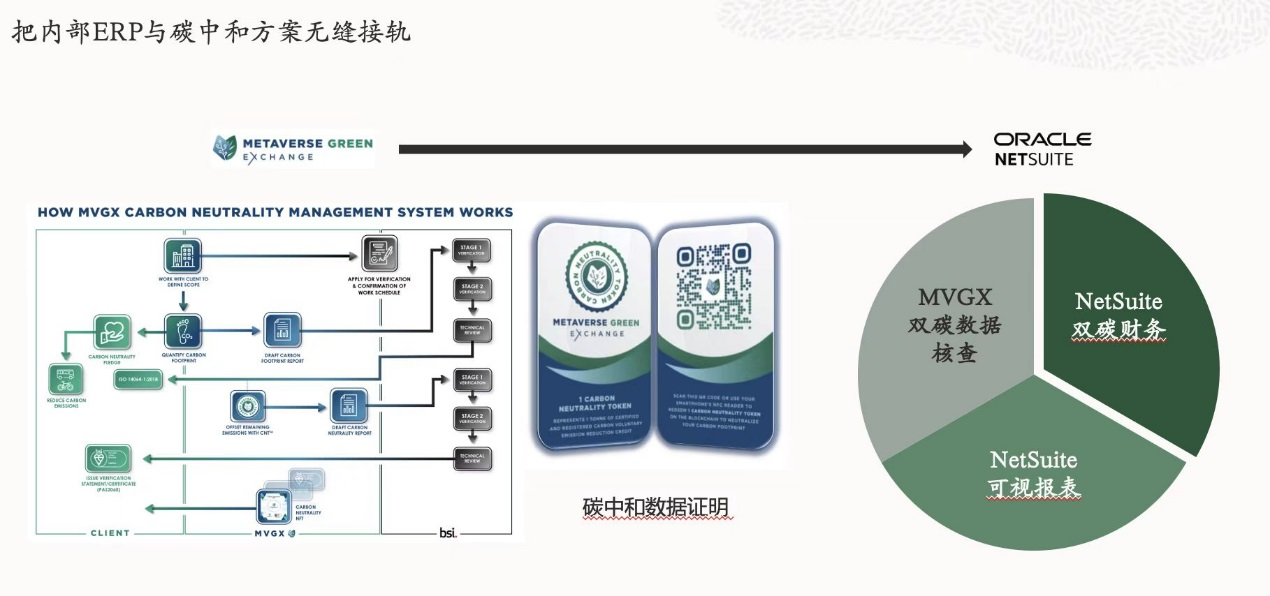 把内部ERP与碳中和方案无缝接轨
METAVERSE GREEN
EXCHANGE
ORACLE
NETSUITE
HOW MVGX CARBON NEUTRALITY MANAGEMENT SYSTEM WORKS
WORK WITH CLIENT TO
DEFINE SCOPE
APPLY FOR VERIFICATION
& CONFIRMATION OF
WORK SCHEDULE
STAGE 1
VERIFICATION
STAGE 2
VERIFICATION
TECHNICAL
REVIEW
CARBON NEUTRALITY
PLEDGE
CO2
QUANTIFY CARBON
FOOTPRINT
DRAFT CARBON
FOOTPRINT REPORT
REDUCE CARBON
EMISSIONS
ISO 14064-1:2018
OFFSET REMAINING
EMISSIONS WITH CNT™
DRAFT CARBON
NEUTRALITY REPORT
STAGE 1
VERIFICATION
STAGE 2
VERIFICATION
TECHNICAL
REVIEW
ISSUE VERIFICATION
STATEMENT/CERTIFICATE
(PAS2060)
CARBON
NEUTRALITY
NFT
CLIENT
MVGX
bsi.
CARBON NEUTRALITY TOKEN
METAVERSE GREEN
EXCHANGE
1 CARBON
NEUTRALITY TOKEN
REPRESENTS 1 TONNE OF CERTIFIED
AND REGISTERED CARBON VOLUNTARY
EMISSION REDUCTION CREDIT
SCAN THIS QR CODE OR USE YOUR
SMARTPHONE'S NFC READER TO
REDEEM 1 CARBON NEUTRALITY TOKEN
ON THE BLOCKCHAIN TO NEUTRALIZE
YOUR CARBON FOOTPRINT
碳中和数据证明
MVGX
双碳数据
核查
NetSuite
双碳财务
NetSuite
可视报表